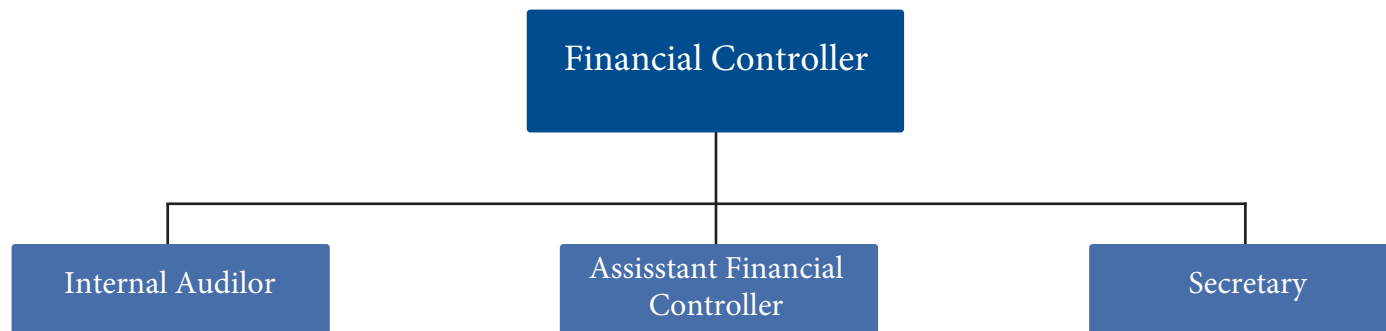 Financial Controller
Internal Audilor
Assisstant Financial
Controller
Secretary